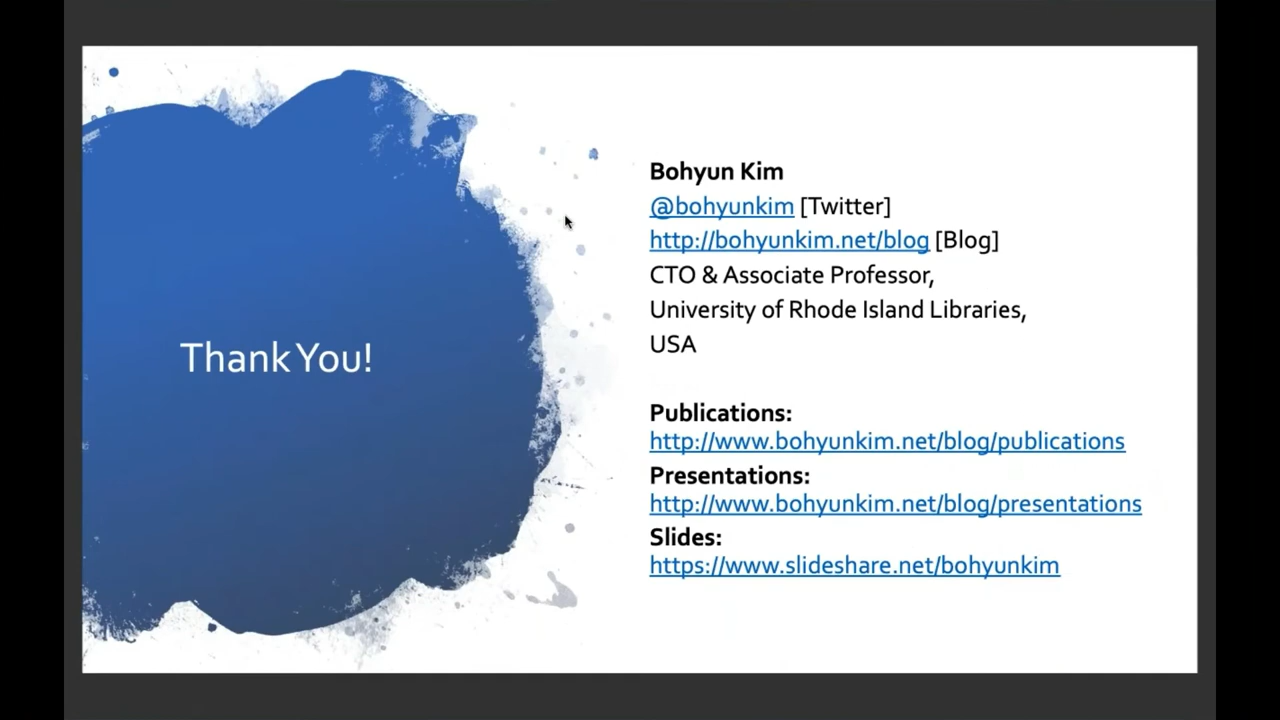 Thank You!
Bohyun Kim
@bohyunkim [Twitter]
http://bohyunkim.net/blog [Blog]
CTO & Associate Professor,
University of Rhode Island Libraries,
USA
Publications:
http://www.bohyunkim.net/blog/publications
Presentations:
http://www.bohyunkim.net/blog/presentations
Slides:
https://www.slideshare.net/bohyunkim